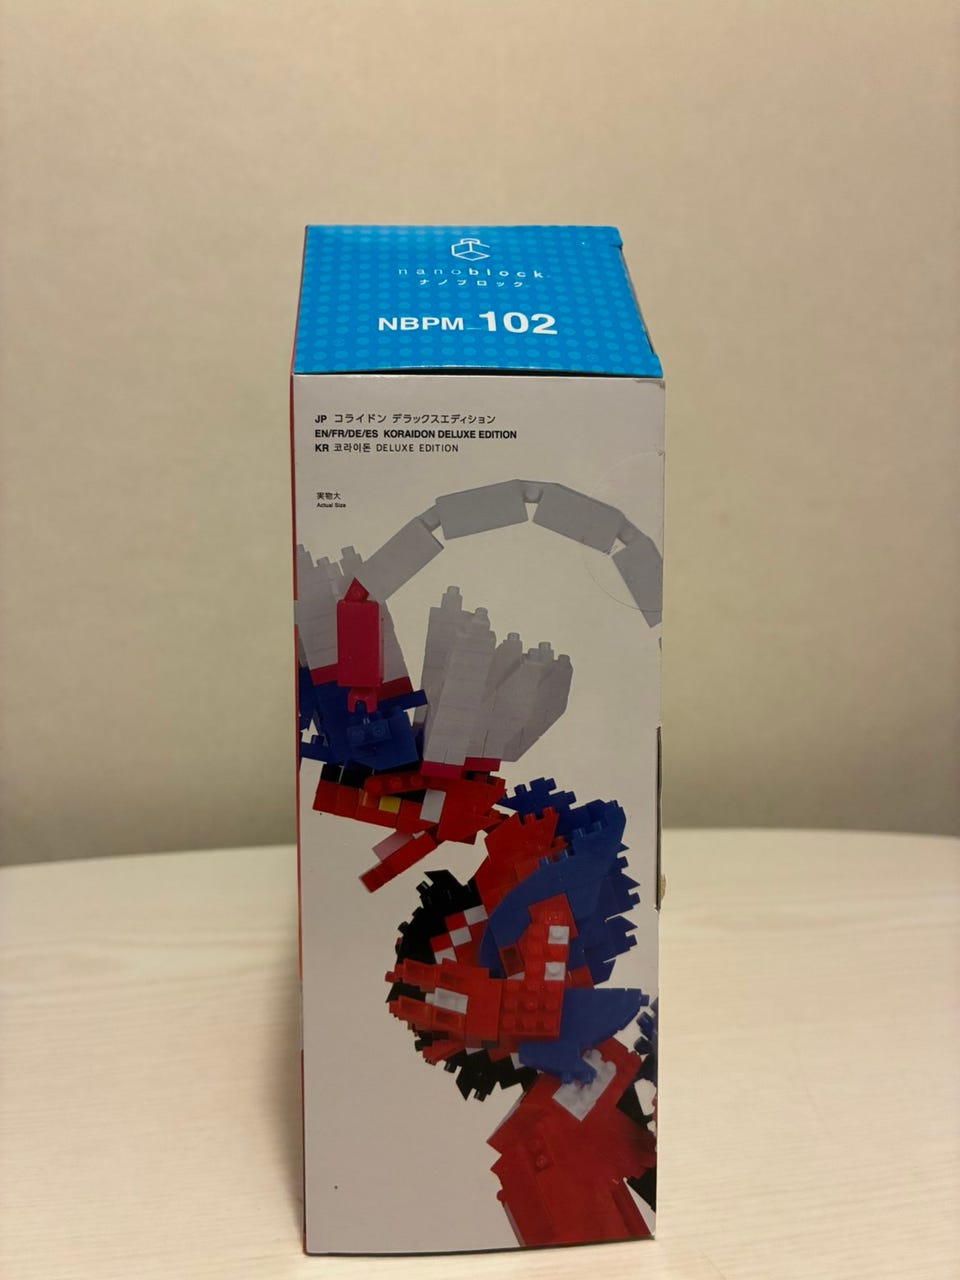 nanoblock
ナノブロック
NBPM_102
JP コライドン デラックスエディション
EN/FR/DE/ES KORAIDON DELUXE EDITION
KR 코라이돈 DELUXE EDITION
実物大
Actual Size